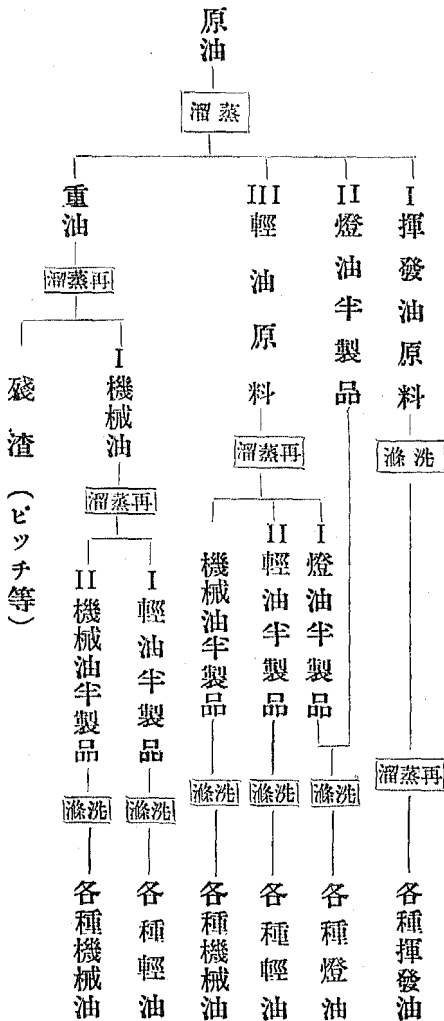 原油
溜蒸
I 揮發油原料
II 燈油半製品
III 輕油原料
重油
滌洗
溜蒸再
溜蒸再
I 燈油半製品
II 輕油半製品
機械油半製品
I 機械油
殘渣（ピッチ等）
溜蒸再
I 輕油半製品
II 機械油半製品
溜蒸再
滌洗
滌洗
滌洗
滌洗
滌洗
各種揮發油
各種燈油
各種輕油
各種機械油
各種輕油
各種機械油